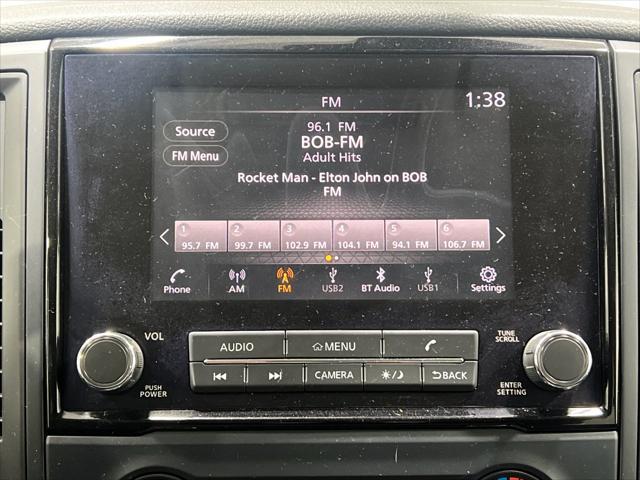 FM
1:38
96.1 FM
Source
BOB-FM
FM Menu
Adult Hits
Rocket Man - Elton John on BOB
FM
1 2 3 4 5 6
95.7 FM 99.7 FM 102.9 FM 104.1 FM 94.1 FM 106.7 FM
Phone AM FM USB2 BT Audio USB1 Settings
VOL
AUDIO MENU
TUNE
SCROLL
CAMERA BACK
PUSH
POWER
ENTER
SETTING